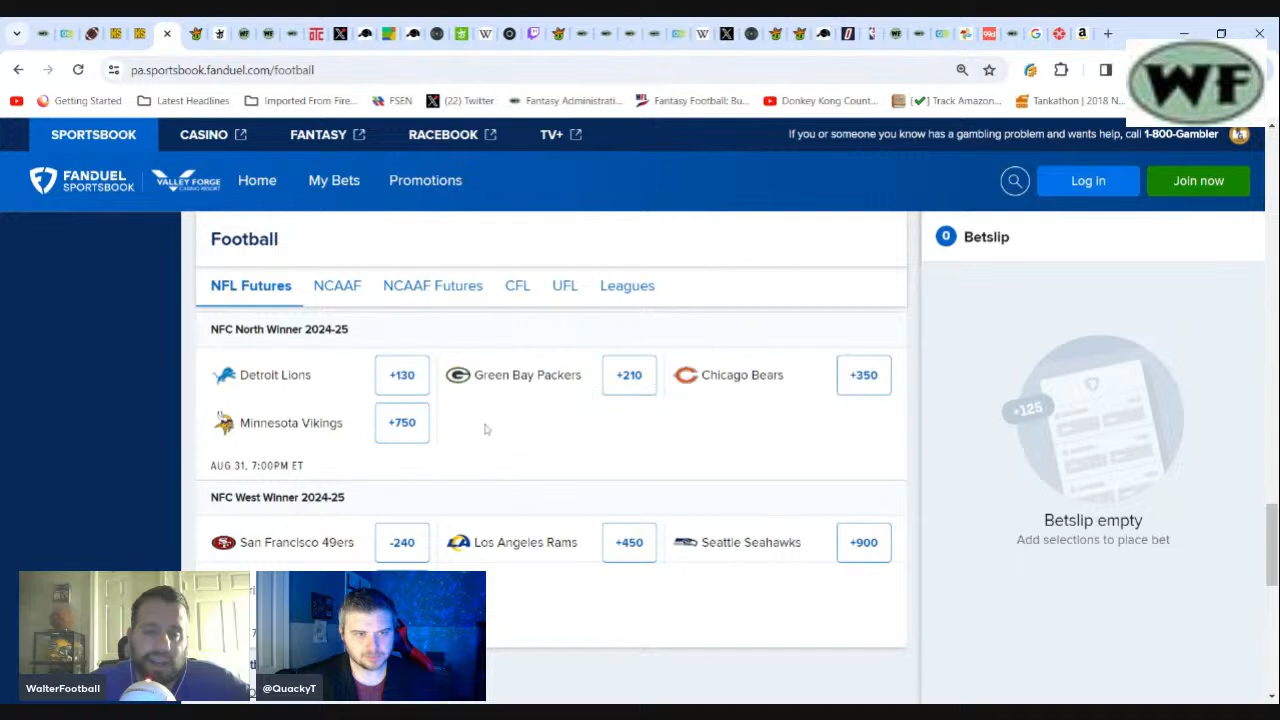 pa.sportsbook.fanduel.com/football
WF
Getting Started
Latest Headlines
Imported From Fire...
FSEN
(22) Twitter
Fantasy Administrati...
Fantasy Football: Bu...
Donkey Kong Count...
Track Amazon...
Tankathon | 2018 N...
SPORTSBOOK
CASINO
FANTASY
RACEBOOK
TV+
If you or someone you know has a gambling problem and wants help, call 1-800-Gambler
FANDUEL SPORTSBOOK
VALLEY FORGE
Home
My Bets
Promotions
Log in
Join now
Football
NFL Futures
NCAAF
NCAAF Futures
CFL
UFL
Leagues
NFC North Winner 2024-25
Detroit Lions +130
Green Bay Packers +210
Chicago Bears +350
Minnesota Vikings +750
AUG 31, 7:00PM ET
NFC West Winner 2024-25
San Francisco 49ers -240
Los Angeles Rams +450
Seattle Seahawks +900
0 Betslip
+125
Betslip empty
Add selections to place bet
WalterFootball
@QuackyT